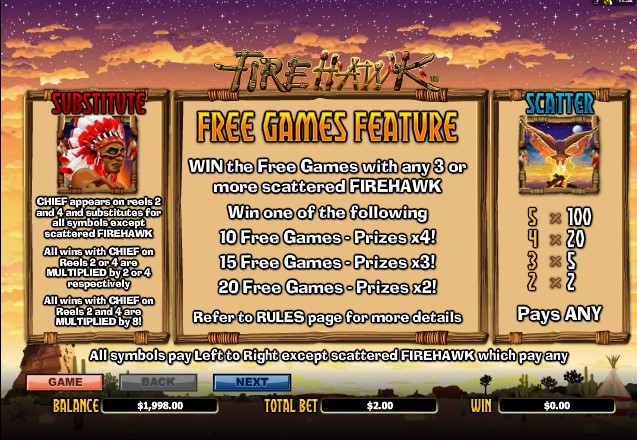 FIREHAWK™
SUBSTITUTE
CHIEF appears on reels 2
and 4 and substitutes for
all symbols except
scattered FIREHAWK
All wins with CHIEF on
Reels 2 or 4 are
MULTIPLIED by 2 or 4
respectively
All wins with CHIEF on
Reels 2 and 4 are
MULTIPLIED by 8!
FREE GAMES FEATURE
WIN the Free Games with any 3 or
more scattered FIREHAWK
Win one of the following
10 Free Games - Prizes x4!
15 Free Games - Prizes x3!
20 Free Games - Prizes x2!
Refer to RULES page for more details
SCATTER
5 x 100
4 x 20
3 x 5
2 x 2
Pays ANY
All symbols pay Left to Right except scattered FIREHAWK which pay any
GAME
BACK
NEXT
BALANCE $1,998.00 TOTAL BET $2.00 WIN $0.00